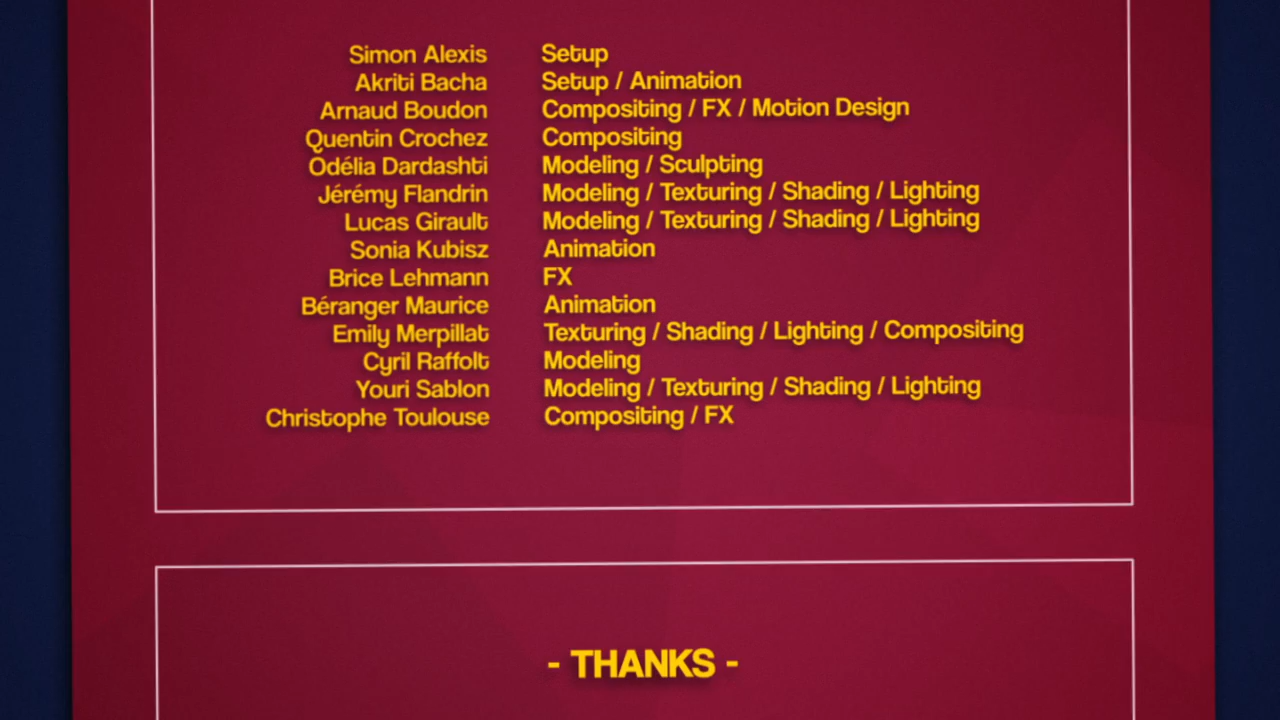 Simon Alexis Setup
Akriti Bacha Setup / Animation
Arnaud Boudon Compositing / FX / Motion Design
Quentin Crochez Compositing
Odélia Dardashti Modeling / Sculpting
Jérémy Flandrin Modeling / Texturing / Shading / Lighting
Lucas Girault Modeling / Texturing / Shading / Lighting
Sonia Kubisz Animation
Brice Lehmann FX
Béranger Maurice Animation
Emily Merpillat Texturing / Shading / Lighting / Compositing
Cyril Raffolt Modeling
Youri Sablon Modeling / Texturing / Shading / Lighting
Christophe Toulouse Compositing / FX
- THANKS -